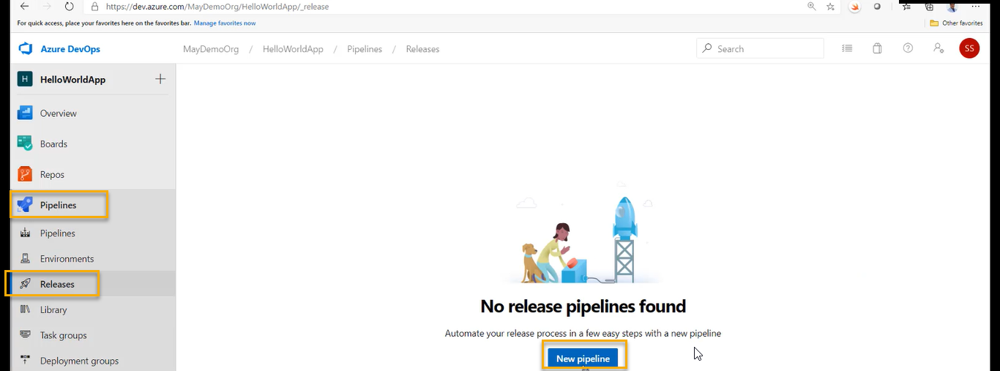 https://dev.azure.com/MayDemoOrg/HelloWorldApp/_release
For quick access, place your favorites here on the favorites bar. Manage favorites now
Other favorites
Azure DevOps
MayDemoOrg / HelloWorldApp / Pipelines / Releases
Search
SS
H HelloWorldApp
Overview
Boards
Repos
Pipelines
Pipelines
Environments
Releases
Library
Task groups
Deployment groups
No release pipelines found
Automate your release process in a few easy steps with a new pipeline
New pipeline